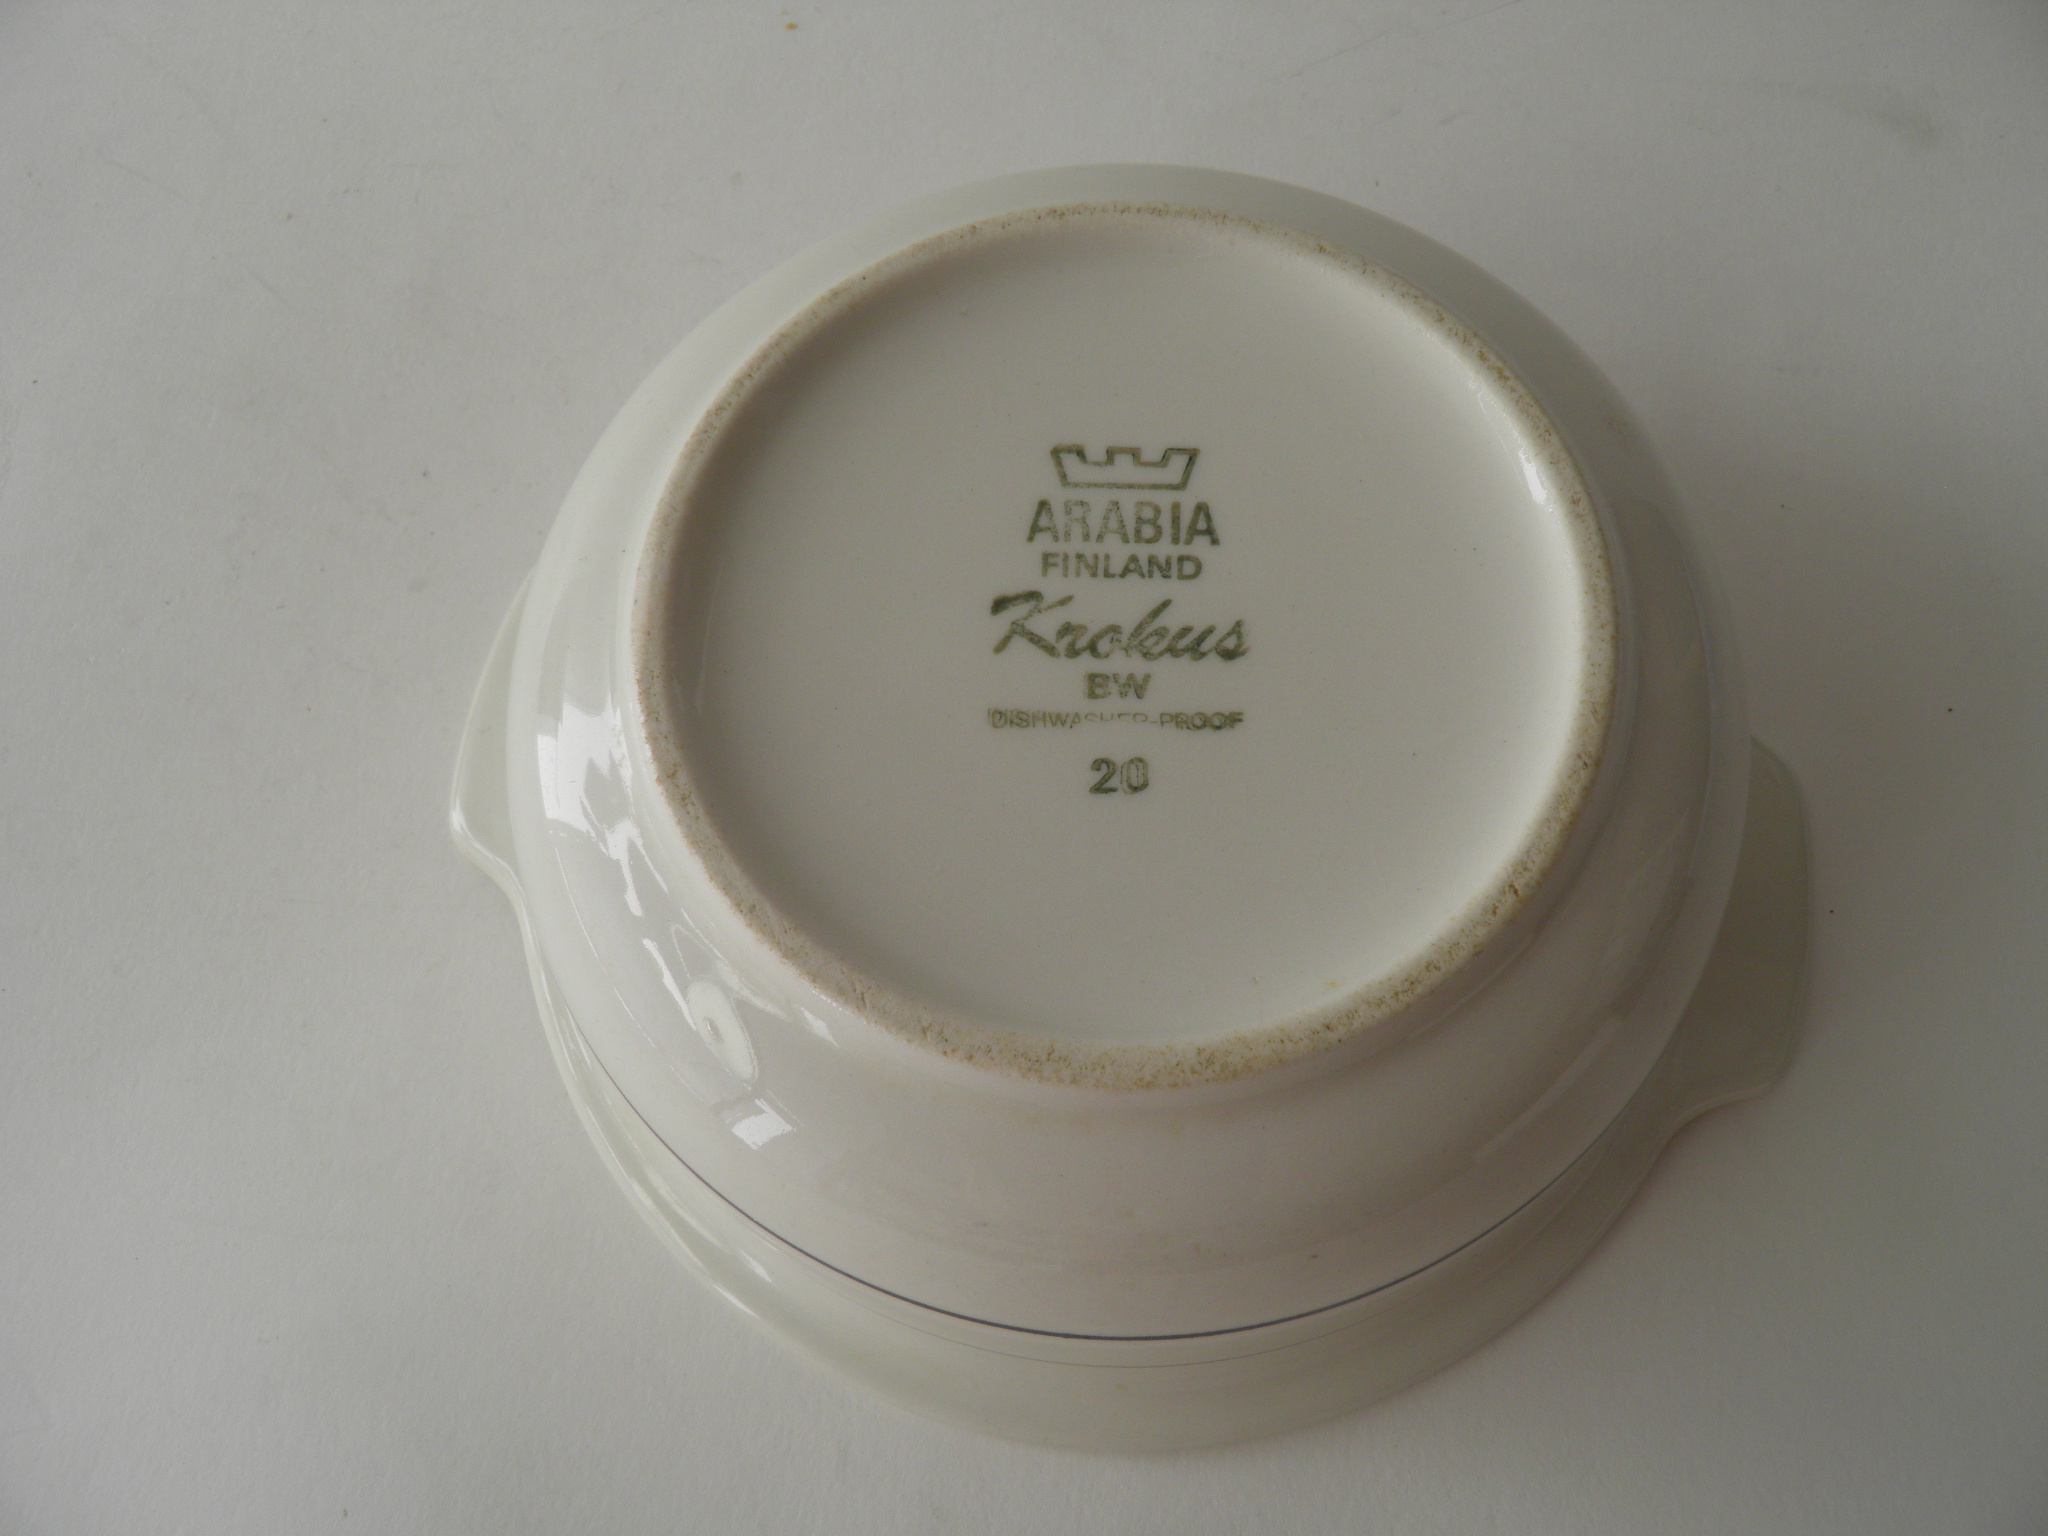 ARABIA
FINLAND
Krokus
BW
DISHWASHER-PROOF
20